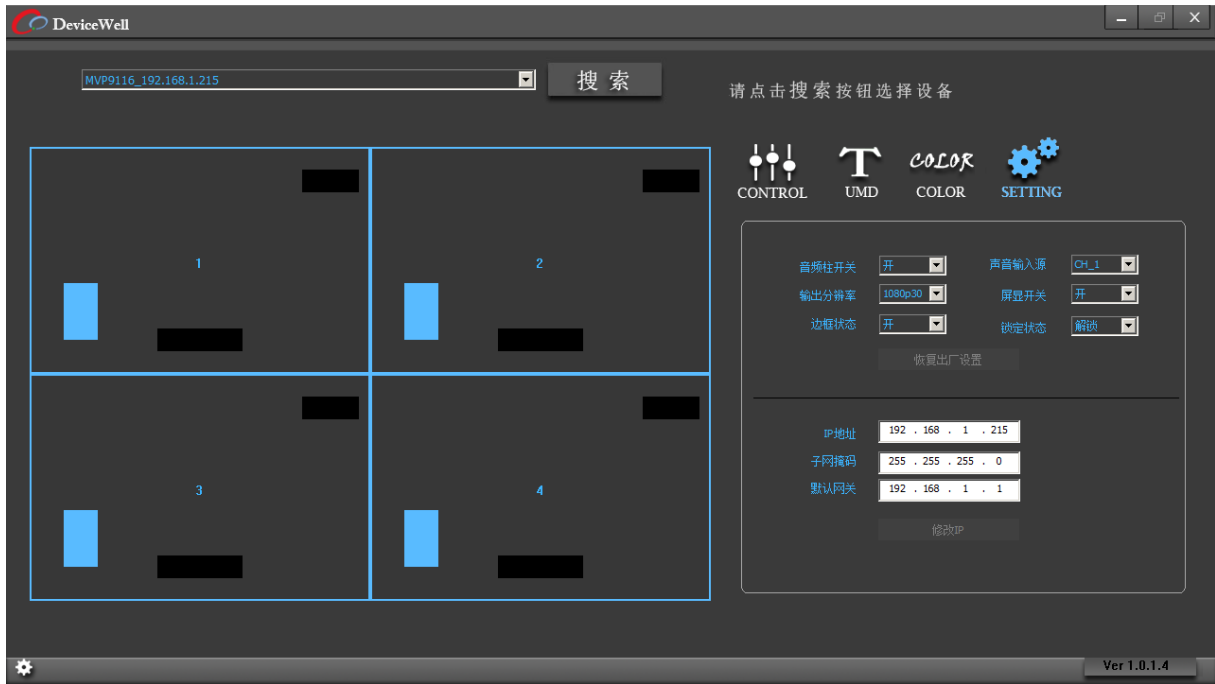 DeviceWell
MVP9116_192.168.1.215
搜索
请点击搜索按钮选择设备
CONTROL
UMD
COLOR
COLOR
SETTING
1
2
3
4
音频柱开关 开
声音输入源 CH_1
输出分辨率 1080p30
屏显开关 开
边框状态 开
锁定状态 解锁
恢复出厂设置
IP地址 192 . 168 . 1 . 215
子网掩码 255 . 255 . 255 . 0
默认网关 192 . 168 . 1 . 1
修改IP
Ver 1.0.1.4